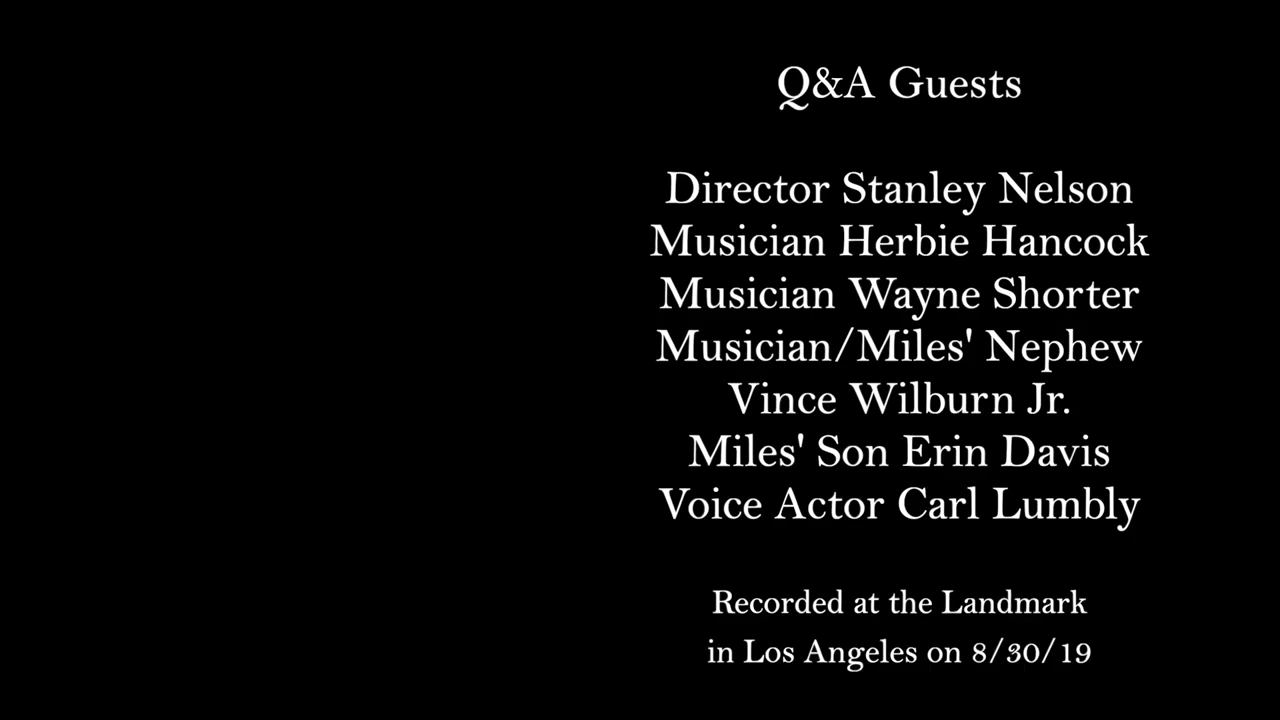 Q&A Guests
Director Stanley Nelson
Musician Herbie Hancock
Musician Wayne Shorter
Musician/Miles' Nephew
Vince Wilburn Jr.
Miles' Son Erin Davis
Voice Actor Carl Lumbly
Recorded at the Landmark
in Los Angeles on 8/30/19